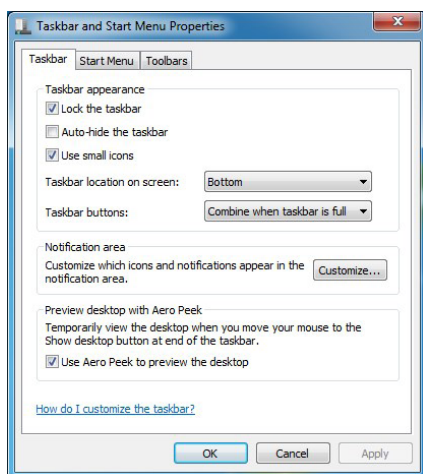 Taskbar and Start Menu Properties
Taskbar Start Menu Toolbars
Taskbar appearance
Lock the taskbar
Auto-hide the taskbar
Use small icons
Taskbar location on screen: Bottom
Taskbar buttons: Combine when taskbar is full
Notification area
Customize which icons and notifications appear in the
notification area.
Customize...
Preview desktop with Aero Peek
Temporarily view the desktop when you move your mouse to the
Show desktop button at end of the taskbar.
Use Aero Peek to preview the desktop
How do I customize the taskbar?
OK Cancel Apply